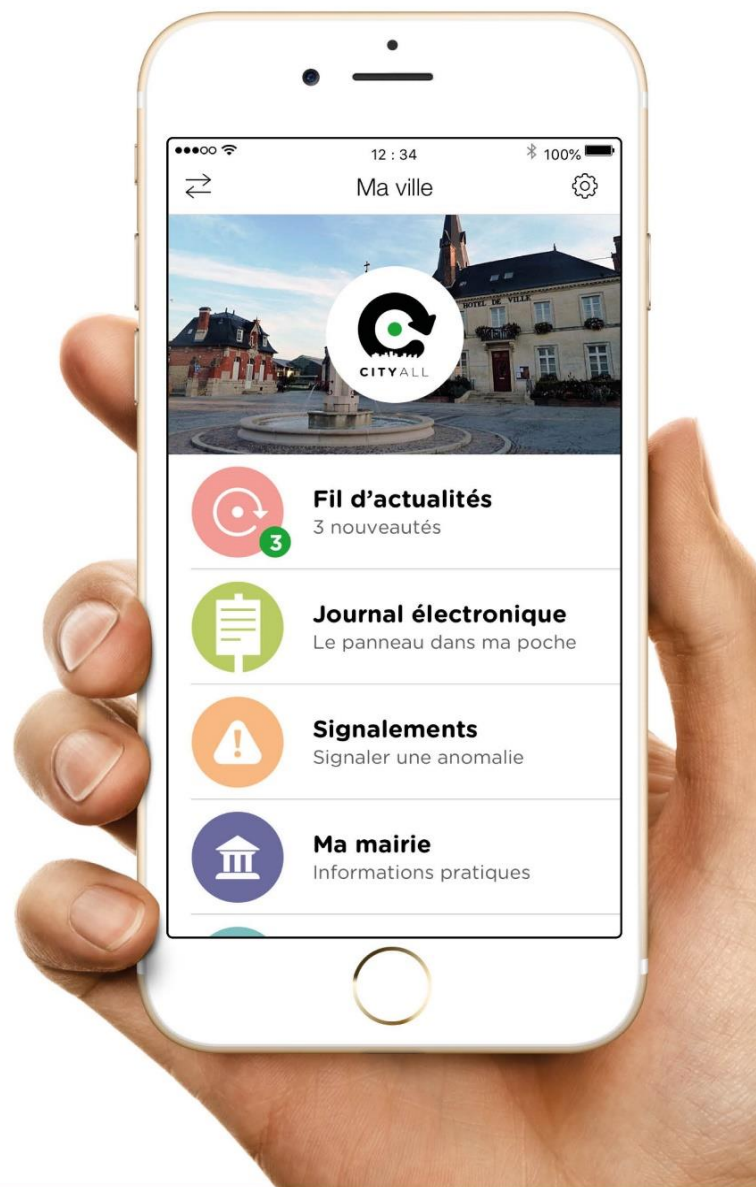 12 : 34
100%
Ma ville
HOTEL DE VILLE
CITYALL
Fil d’actualités
3 nouveautés
3
Journal électronique
Le panneau dans ma poche
Signalements
Signaler une anomalie
Ma mairie
Informations pratiques